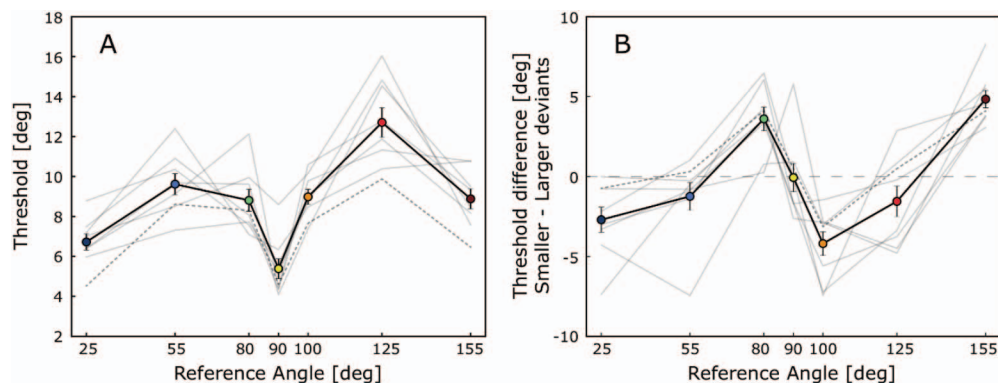 A
Threshold [deg]
18
16
14
12
10
8
6
4
2
25 55 80 90 100 125 155
Reference Angle [deg]
B
Threshold difference [deg]
Smaller - Larger deviants
10
5
0
-5
-10
25 55 80 90 100 125 155
Reference Angle [deg]